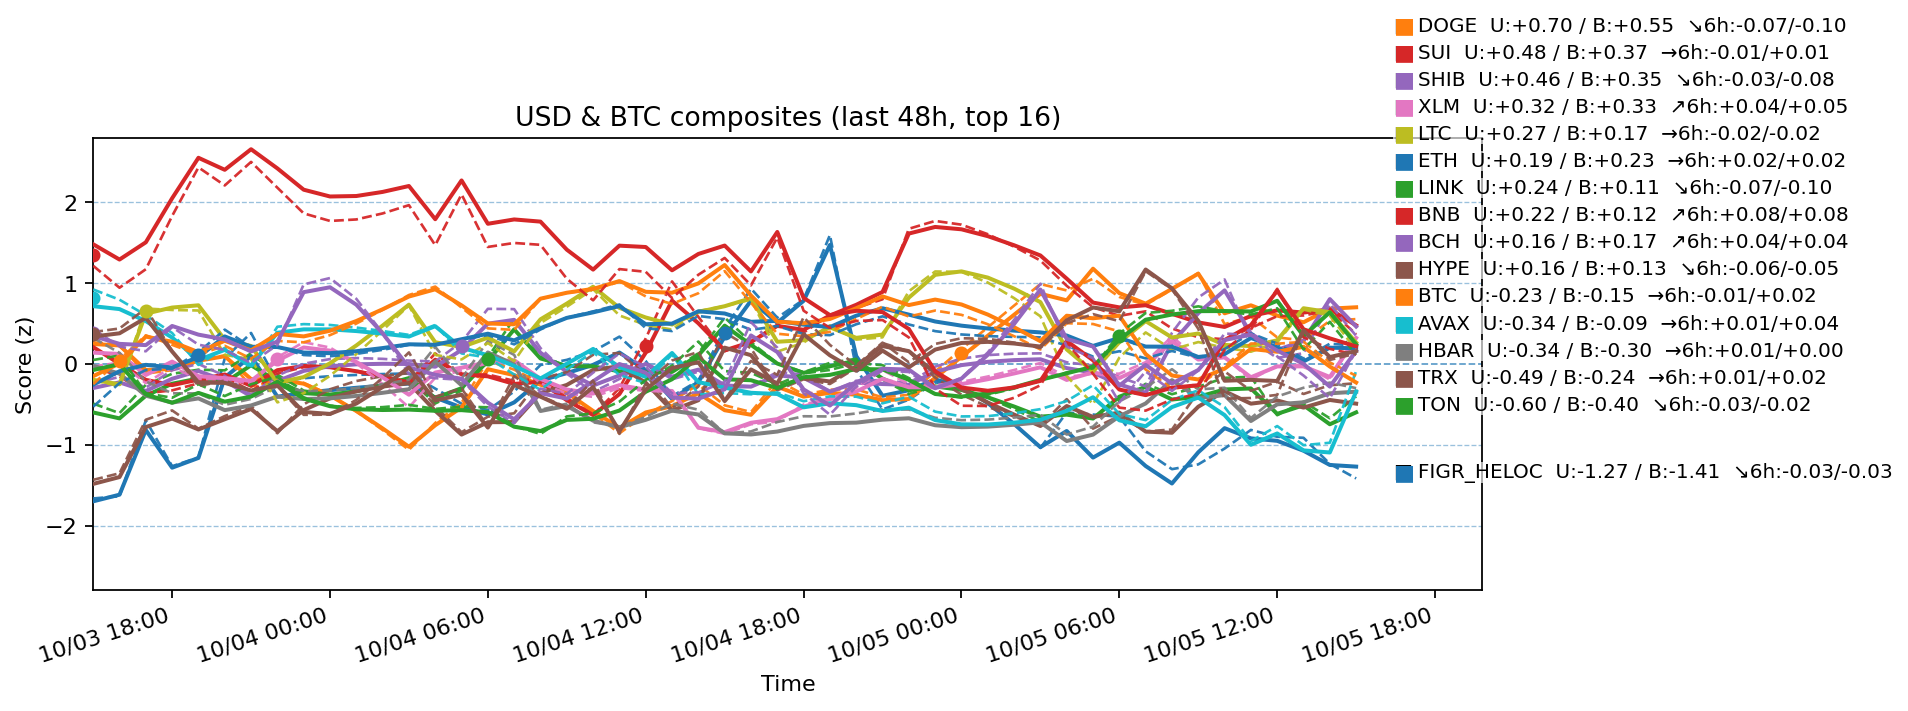 DOGE  U:+0.70 / B:+0.55  ↘6h:-0.07/-0.10
SUI  U:+0.48 / B:+0.37  →6h:-0.01/+0.01
SHIB  U:+0.46 / B:+0.35  ↘6h:-0.03/-0.08
XLM  U:+0.32 / B:+0.33  ↗6h:+0.04/+0.05
LTC  U:+0.27 / B:+0.17  →6h:-0.02/-0.02
ETH  U:+0.19 / B:+0.23  →6h:+0.02/+0.02
LINK  U:+0.24 / B:+0.11  ↘6h:-0.07/-0.10
BNB  U:+0.22 / B:+0.12  ↗6h:+0.08/+0.08
BCH  U:+0.16 / B:+0.17  ↗6h:+0.04/+0.04
HYPE  U:+0.16 / B:+0.13  ↘6h:-0.06/-0.05
BTC  U:-0.23 / B:-0.15  →6h:-0.01/+0.02
AVAX  U:-0.34 / B:-0.09  →6h:+0.01/+0.04
HBAR  U:-0.34 / B:-0.30  →6h:+0.01/+0.00
TRX  U:-0.49 / B:-0.24  →6h:+0.01/+0.02
TON  U:-0.60 / B:-0.40  ↘6h:-0.03/-0.02
FIGR_HELOC  U:-1.27 / B:-1.41  ↘6h:-0.03/-0.03
USD & BTC composites (last 48h, top 16)
Score (z)
2
1
0
−1
−2
10/03 18:00
10/04 00:00
10/04 06:00
10/04 12:00
10/04 18:00
10/05 00:00
10/05 06:00
10/05 12:00
10/05 18:00
Time